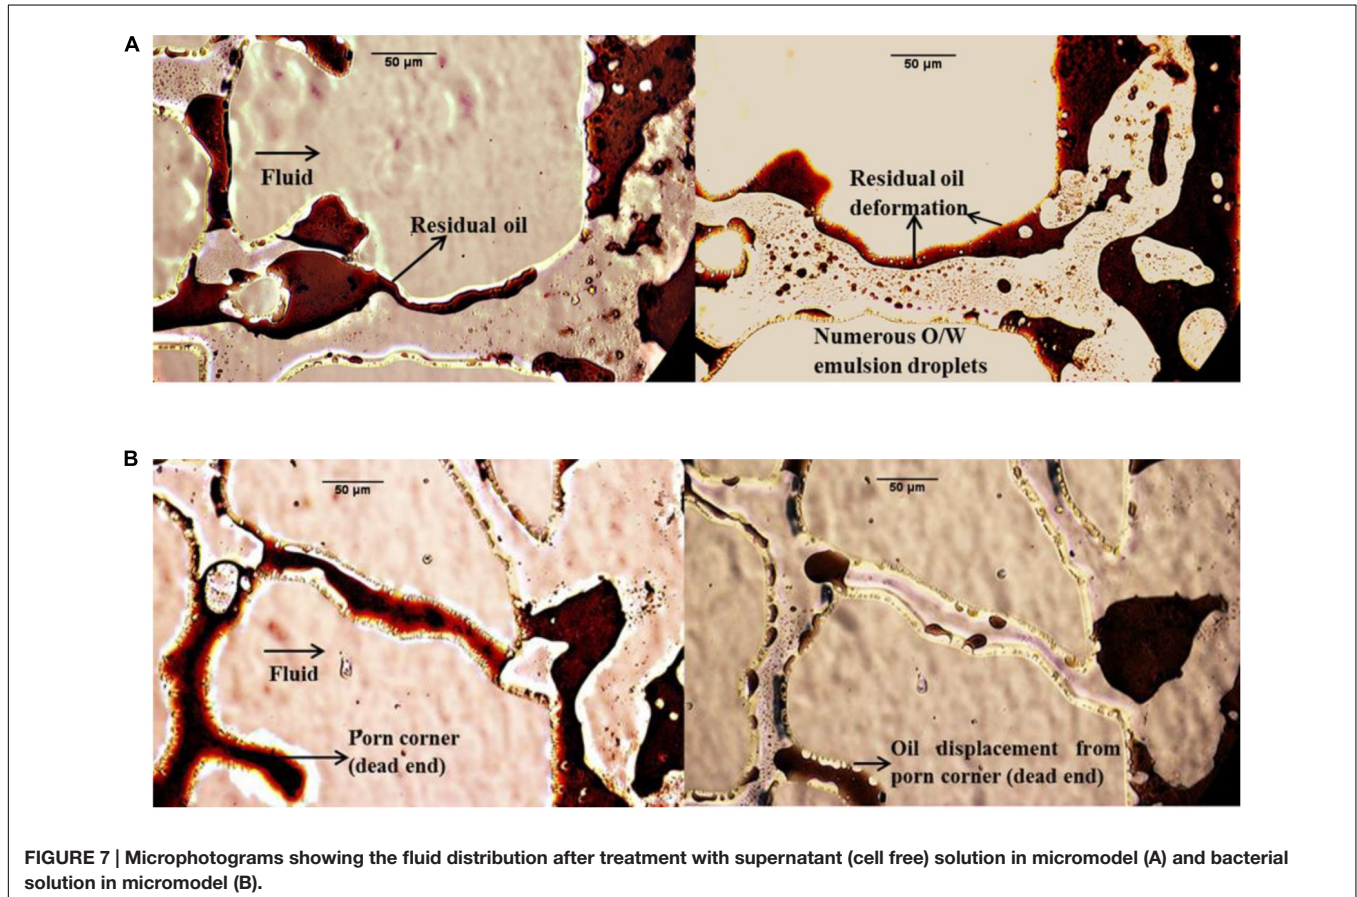 A
50 µm
Fluid
Residual oil
50 µm
Residual oil
deformation
Numerous O/W
emulsion droplets
B
50 µm
Fluid
Porn corner
(dead end)
50 µm
Oil displacement from
porn corner (dead end)
FIGURE 7 | Microphotograms showing the fluid distribution after treatment with supernatant (cell free) solution in micromodel (A) and bacterial
solution in micromodel (B).